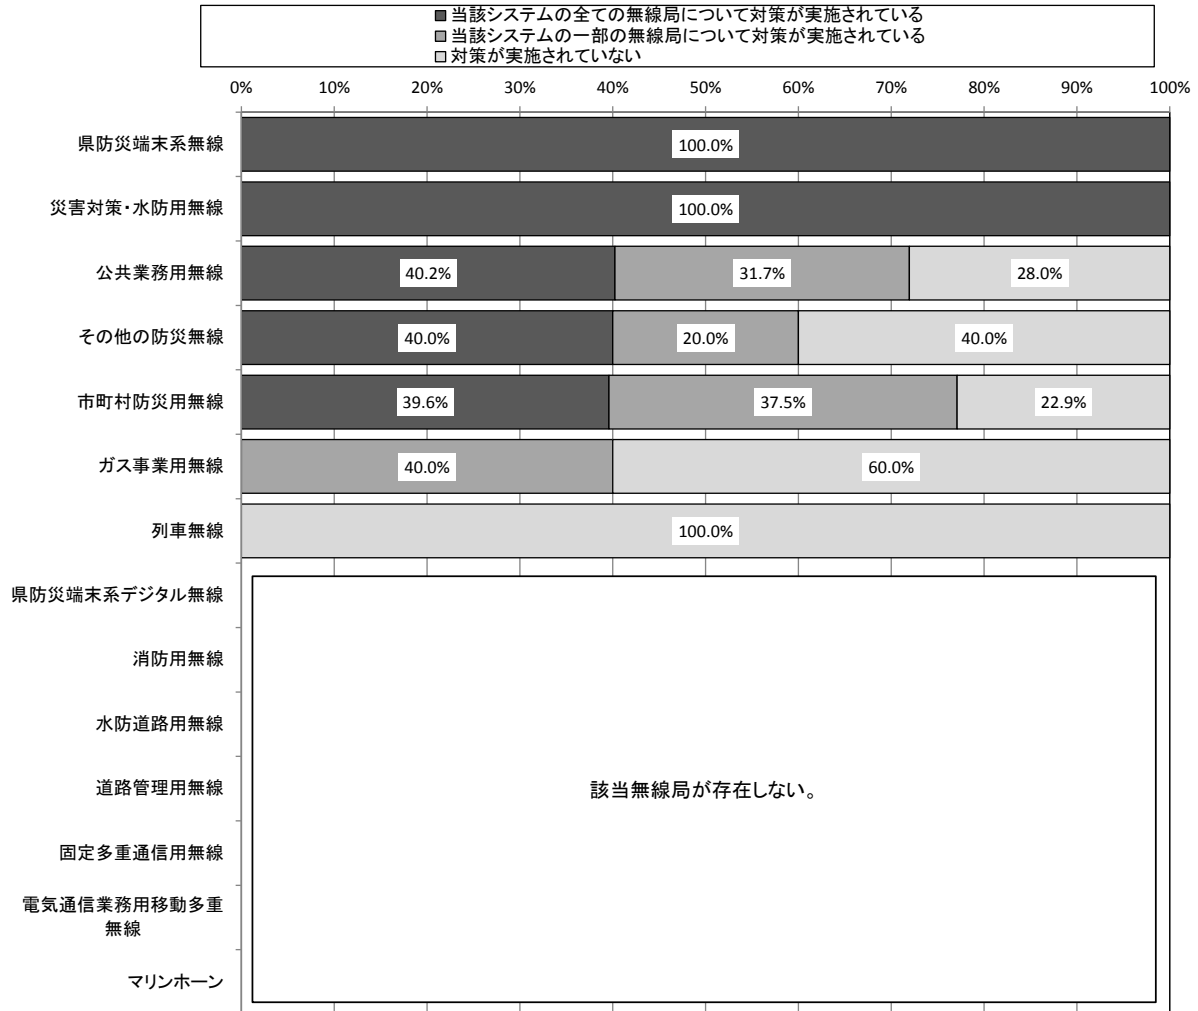 ■当該システムの全ての無線局について対策が実施されている
■当該システムの一部の無線局について対策が実施されている
■対策が実施されていない
0% 10% 20% 30% 40% 50% 60% 70% 80% 90% 100%
県防災端末系無線 100.0%
災害対策・水防用無線 100.0%
公共業務用無線 40.2% 31.7% 28.0%
その他の防災無線 40.0% 20.0% 40.0%
市町村防災用無線 39.6% 37.5% 22.9%
ガス事業用無線 40.0% 60.0%
列車無線 100.0%
県防災端末系デジタル無線
消防用無線
水防道路用無線
道路管理用無線 該当無線局が存在しない。
固定多重通信用無線
電気通信業務用移動多重
無線
マリンホーン